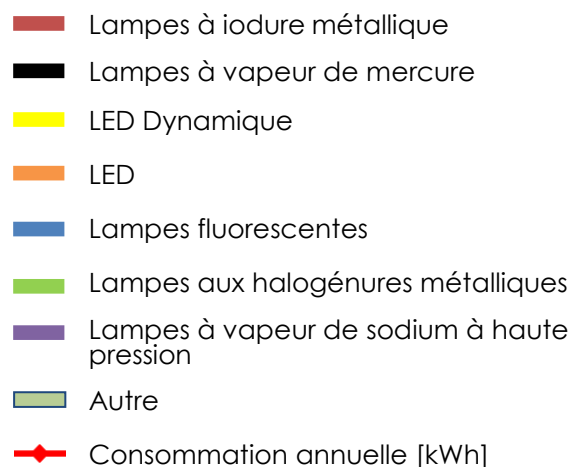 Lampes à iodure métallique
Lampes à vapeur de mercure
LED Dynamique
LED
Lampes fluorescentes
Lampes aux halogénures métalliques
Lampes à vapeur de sodium à haute
pression
Autre
Consommation annuelle [kWh]